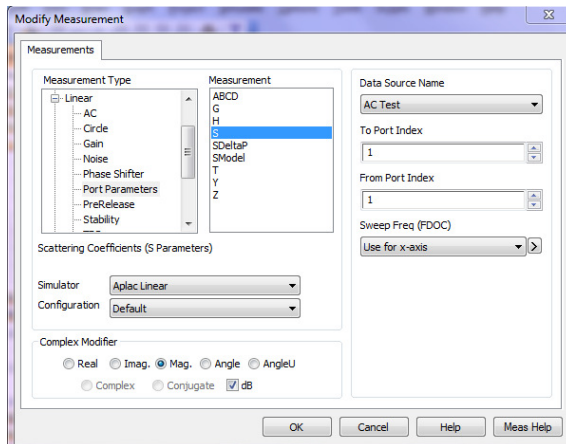 Modify Measurement
Measurements
Measurement Type
Linear
AC
Circle
Gain
Noise
Phase Shifter
Port Parameters
PreRelease
Stability
Measurement
ABCD
G
H
S
SDeltaP
SModel
T
Y
Z
Data Source Name
AC Test
To Port Index
1
From Port Index
1
Sweep Freq (FDOC)
Use for x-axis
>
Scattering Coefficients (S Parameters)
Simulator Aplac Linear
Configuration Default
Complex Modifier
Real Imag. Mag. Angle AngleU
Complex Conjugate dB
OK Cancel Help Meas Help